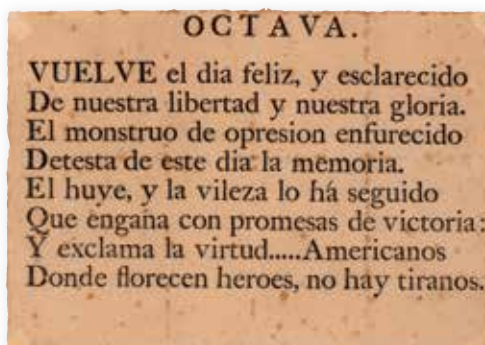 OCTAVA.
VUELVE el dia feliz, y esclarecido
De nuestra libertad y nuestra gloria.
El monstruo de opresion enfurecido
Detesta de este dia la memoria.
El huye, y la vileza lo há seguido
Que engaña con promesas de victoria:
Y exclama la virtud.....Americanos
Donde florecen heroes, no hay tiranos.